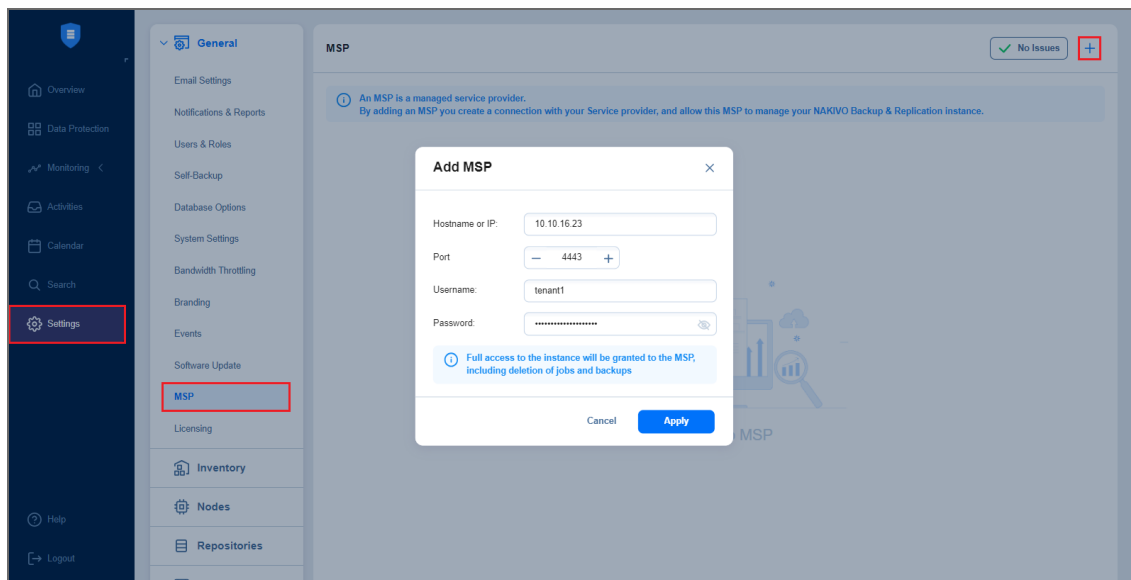 Overview
Data Protection
Monitoring
Activities
Calendar
Search
Settings
Help
Logout
General
Email Settings
Notifications & Reports
Users & Roles
Self-Backup
Database Options
System Settings
Bandwidth Throttling
Branding
Events
Software Update
MSP
Licensing
Inventory
Nodes
Repositories
MSP
No Issues
An MSP is a managed service provider.
By adding an MSP you create a connection with your Service provider, and allow this MSP to manage your NAKIVO Backup & Replication instance.
Add MSP
Hostname or IP:
10.10.16.23
Port
4443
Username:
tenant1
Password:
Full access to the instance will be granted to the MSP,
including deletion of jobs and backups
Cancel
Apply
MSP